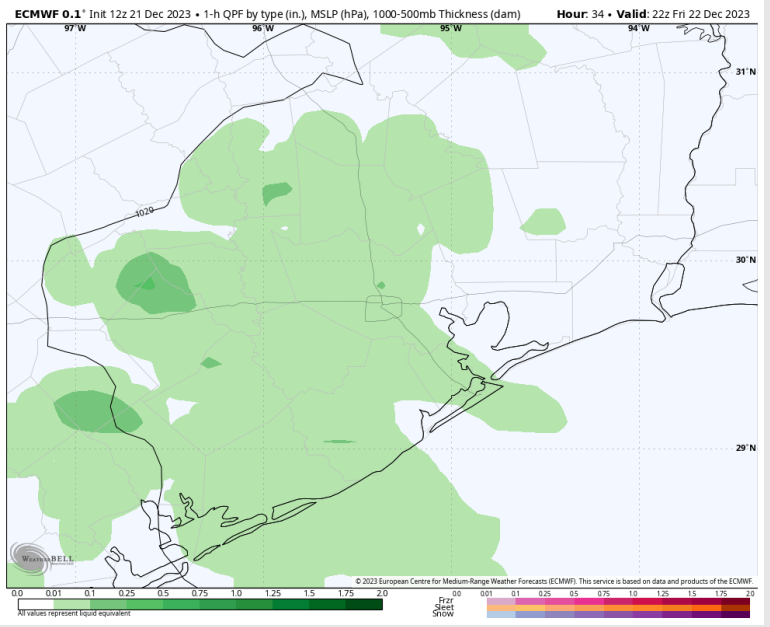 ECMWF 0.1° Init 12z 21 Dec 2023 • 1-h QPF by type (in.), MSLP (hPa), 1000-500mb Thickness (dam)
Hour: 34 • Valid: 22z Fri 22 Dec 2023
97°W 96°W 95°W 94°W
31°N
1020
30°N
29°N
WeatherBELL
© 2023 European Centre for Medium-Range Weather Forecasts (ECMWF). This service is based on data and products of the ECMWF.
0.0 0.01 0.1 0.25 0.5 0.75 1.0 1.25 1.5 1.75 2.0
0.0 0.01 0.1 0.25 0.5 0.75 1.0 1.25 1.5 1.75 2.0
All values represent liquid equivalent
Frzr
Sleet
Snow